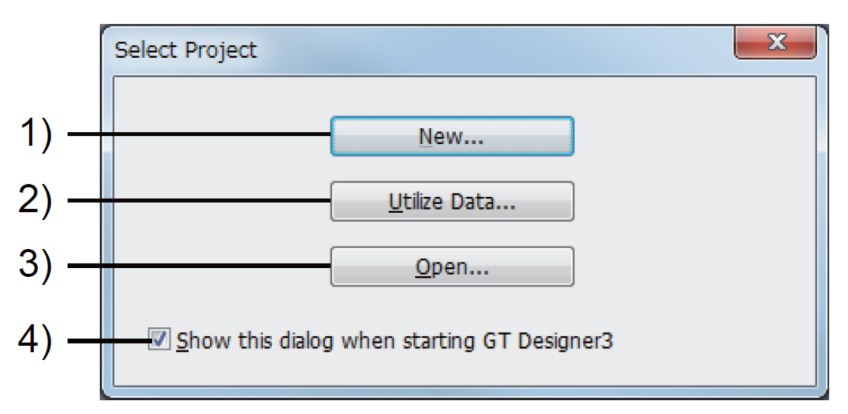 Select Project
1) New...
2) Utilize Data...
3) Open...
4) Show this dialog when starting GT Designer3